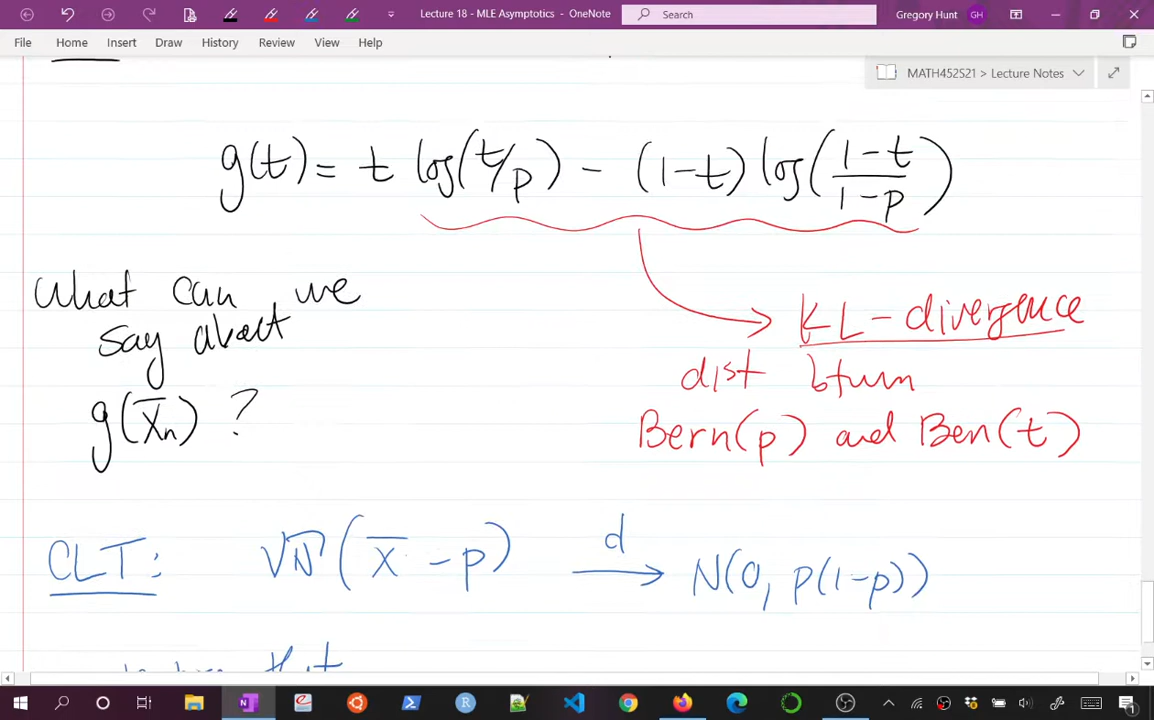 Lecture 18 - MLE Asymptotics - OneNote
Search
Gregory Hunt GH
File Home Insert Draw History Review View Help
MATH452S21 > Lecture Notes
g(t) = t log(t/p) - (1-t) log((1-t)/(1-p))
What can we
say about
g(X̄n) ?
KL-divergence
dist btwn
Bern(p) and Ben(t)
CLT: √N (X̄ - p) d→ N(0, p(1-p))
that